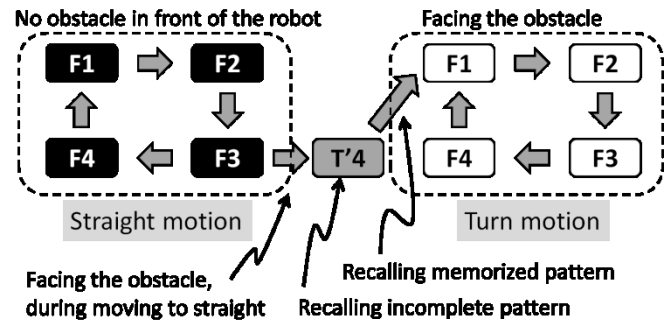 No obstacle in front of the robot
Facing the obstacle
F1
F2
F1
F2
F4
F3
T'4
F4
F3
Straight motion
Turn motion
Facing the obstacle,
during moving to straight
Recalling memorized pattern
Recalling incomplete pattern